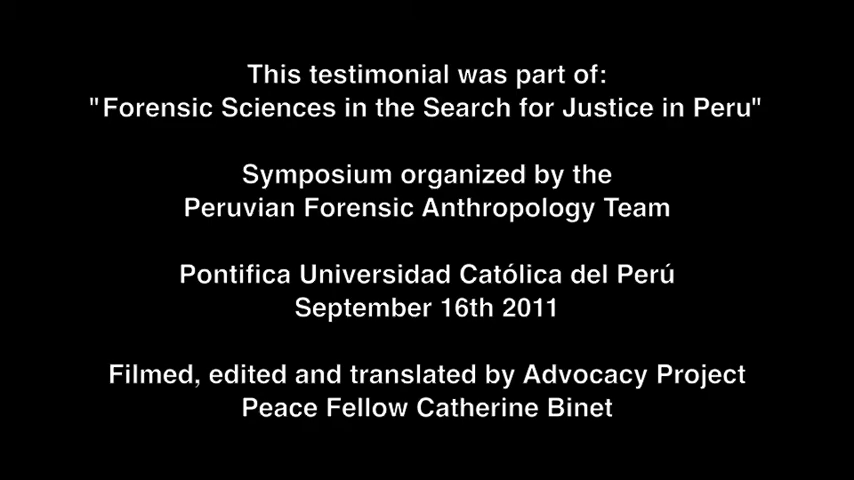 This testimonial was part of:
"Forensic Sciences in the Search for Justice in Peru"
Symposium organized by the
Peruvian Forensic Anthropology Team
Pontifica Universidad Católica del Perú
September 16th 2011
Filmed, edited and translated by Advocacy Project
Peace Fellow Catherine Binet